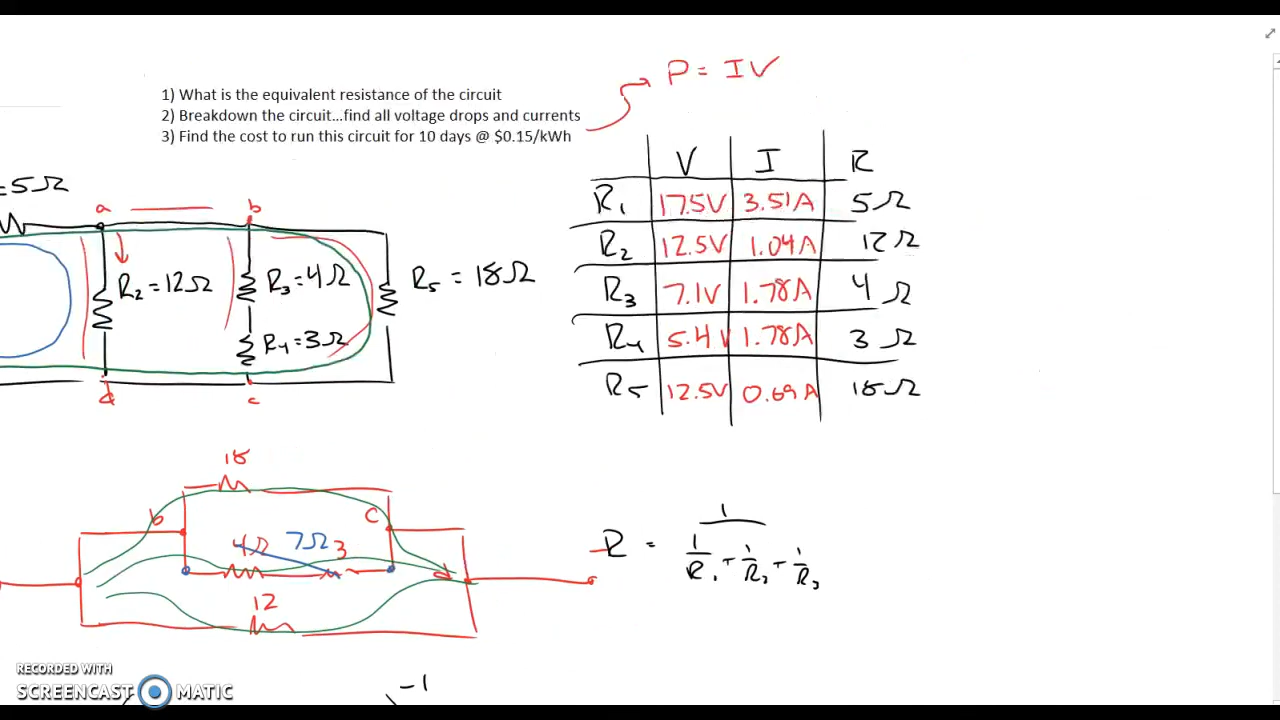 P = IV
1) What is the equivalent resistance of the circuit
2) Breakdown the circuit...find all voltage drops and currents
3) Find the cost to run this circuit for 10 days @ $0.15/kWh
V I R
R₁ 17.5V 3.51A 5Ω
R₂ 12.5V 1.04A 12Ω
R₃ 7.1V 1.78A 4Ω
R₄ 5.4V 1.78A 3Ω
R₅ 12.5V 0.69A 18Ω
=5Ω
a b
R₂=12Ω R₃=4Ω R₅ = 18Ω
R₄=3Ω
d c
18
b c
4Ω 7Ω 3
d
12
R = 1
1/R₁ + 1/R₂ + 1/R₃
-1
RECORDED WITH
SCREENCAST MATIC